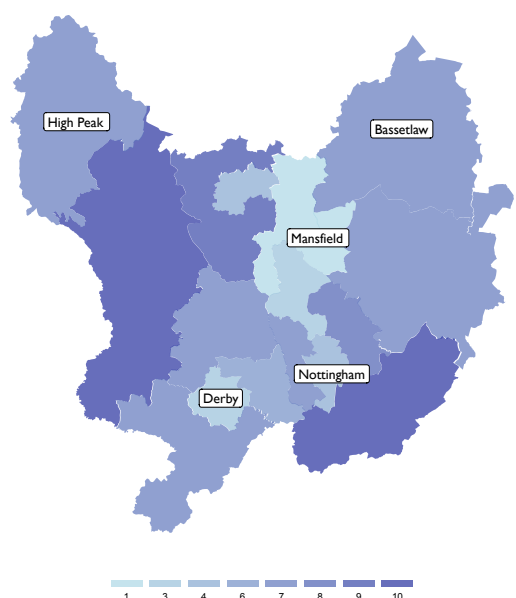 High Peak
Bassetlaw
Mansfield
Nottingham
Derby
1 3 4 6 7 8 9 10